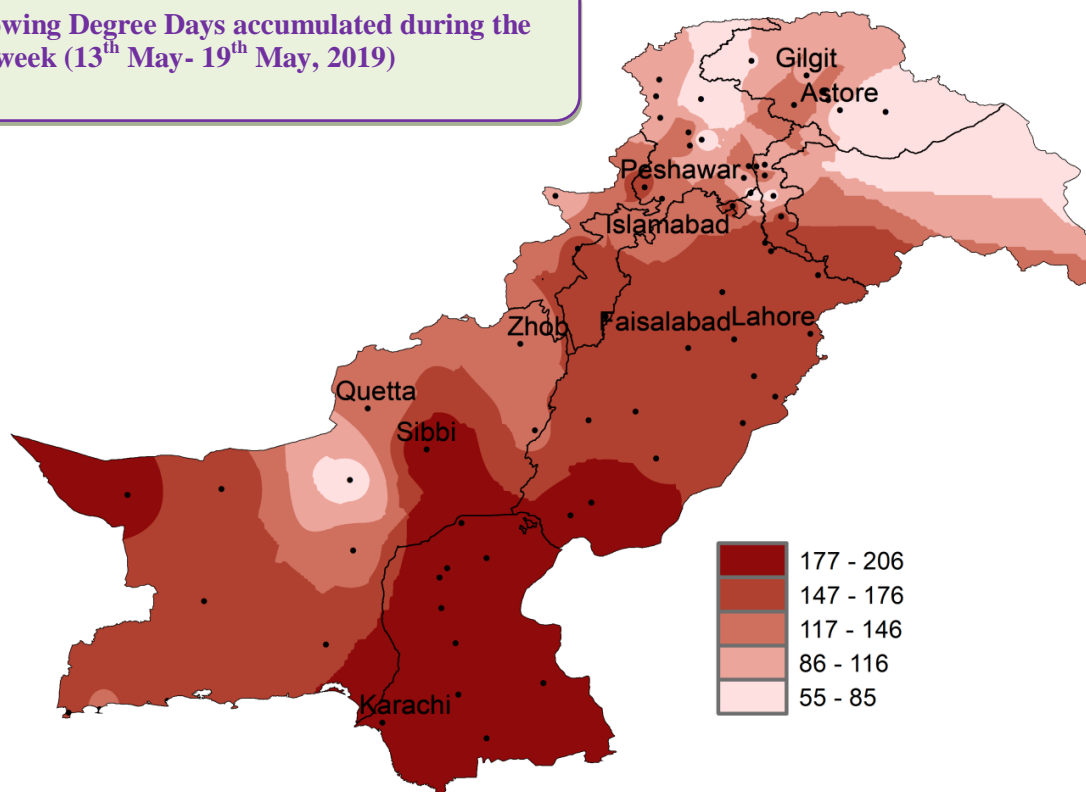 owing Degree Days accumulated during the
week (13th May- 19th May, 2019)
Gilgit
Astore
Peshawar
Islamabad
Zhob
Faisalabad
Lahore
Quetta
Sibbi
Karachi
177 - 206
147 - 176
117 - 146
86 - 116
55 - 85